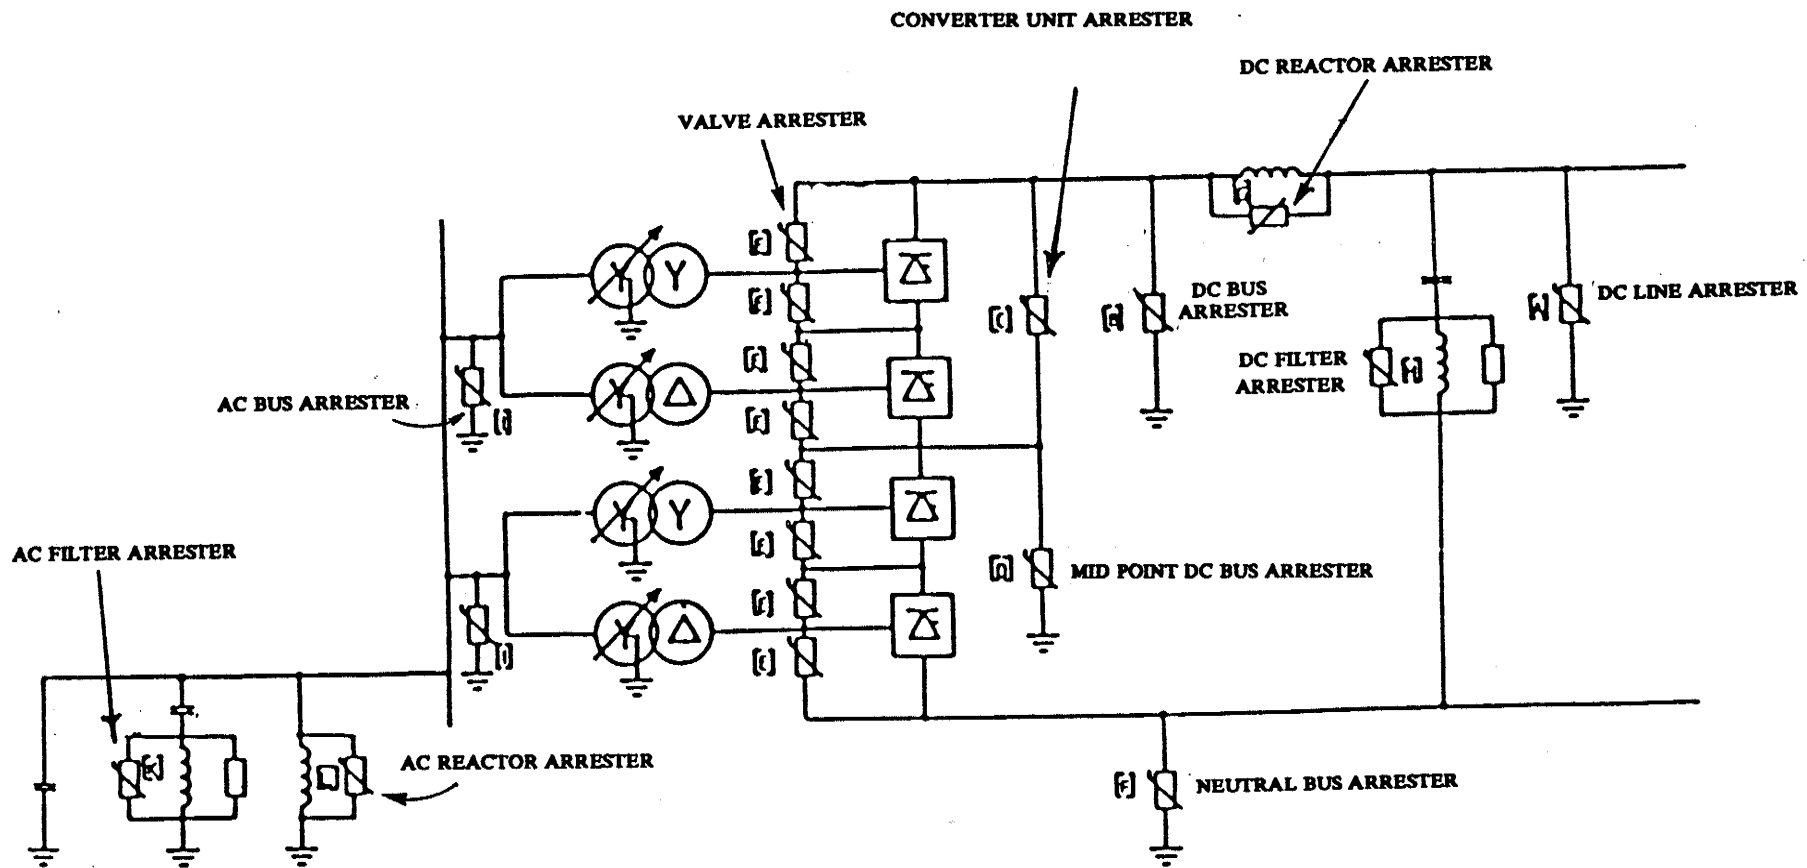 CONVERTER UNIT ARRESTER
DC REACTOR ARRESTER
VALVE ARRESTER
Y Y
DC BUS
ARRESTER
DC LINE ARRESTER
DC FILTER
ARRESTER
AC BUS ARRESTER
Y Δ
Y Y
AC FILTER ARRESTER
MID POINT DC BUS ARRESTER
Y Δ
AC REACTOR ARRESTER
[K]
[F]
NEUTRAL BUS ARRESTER